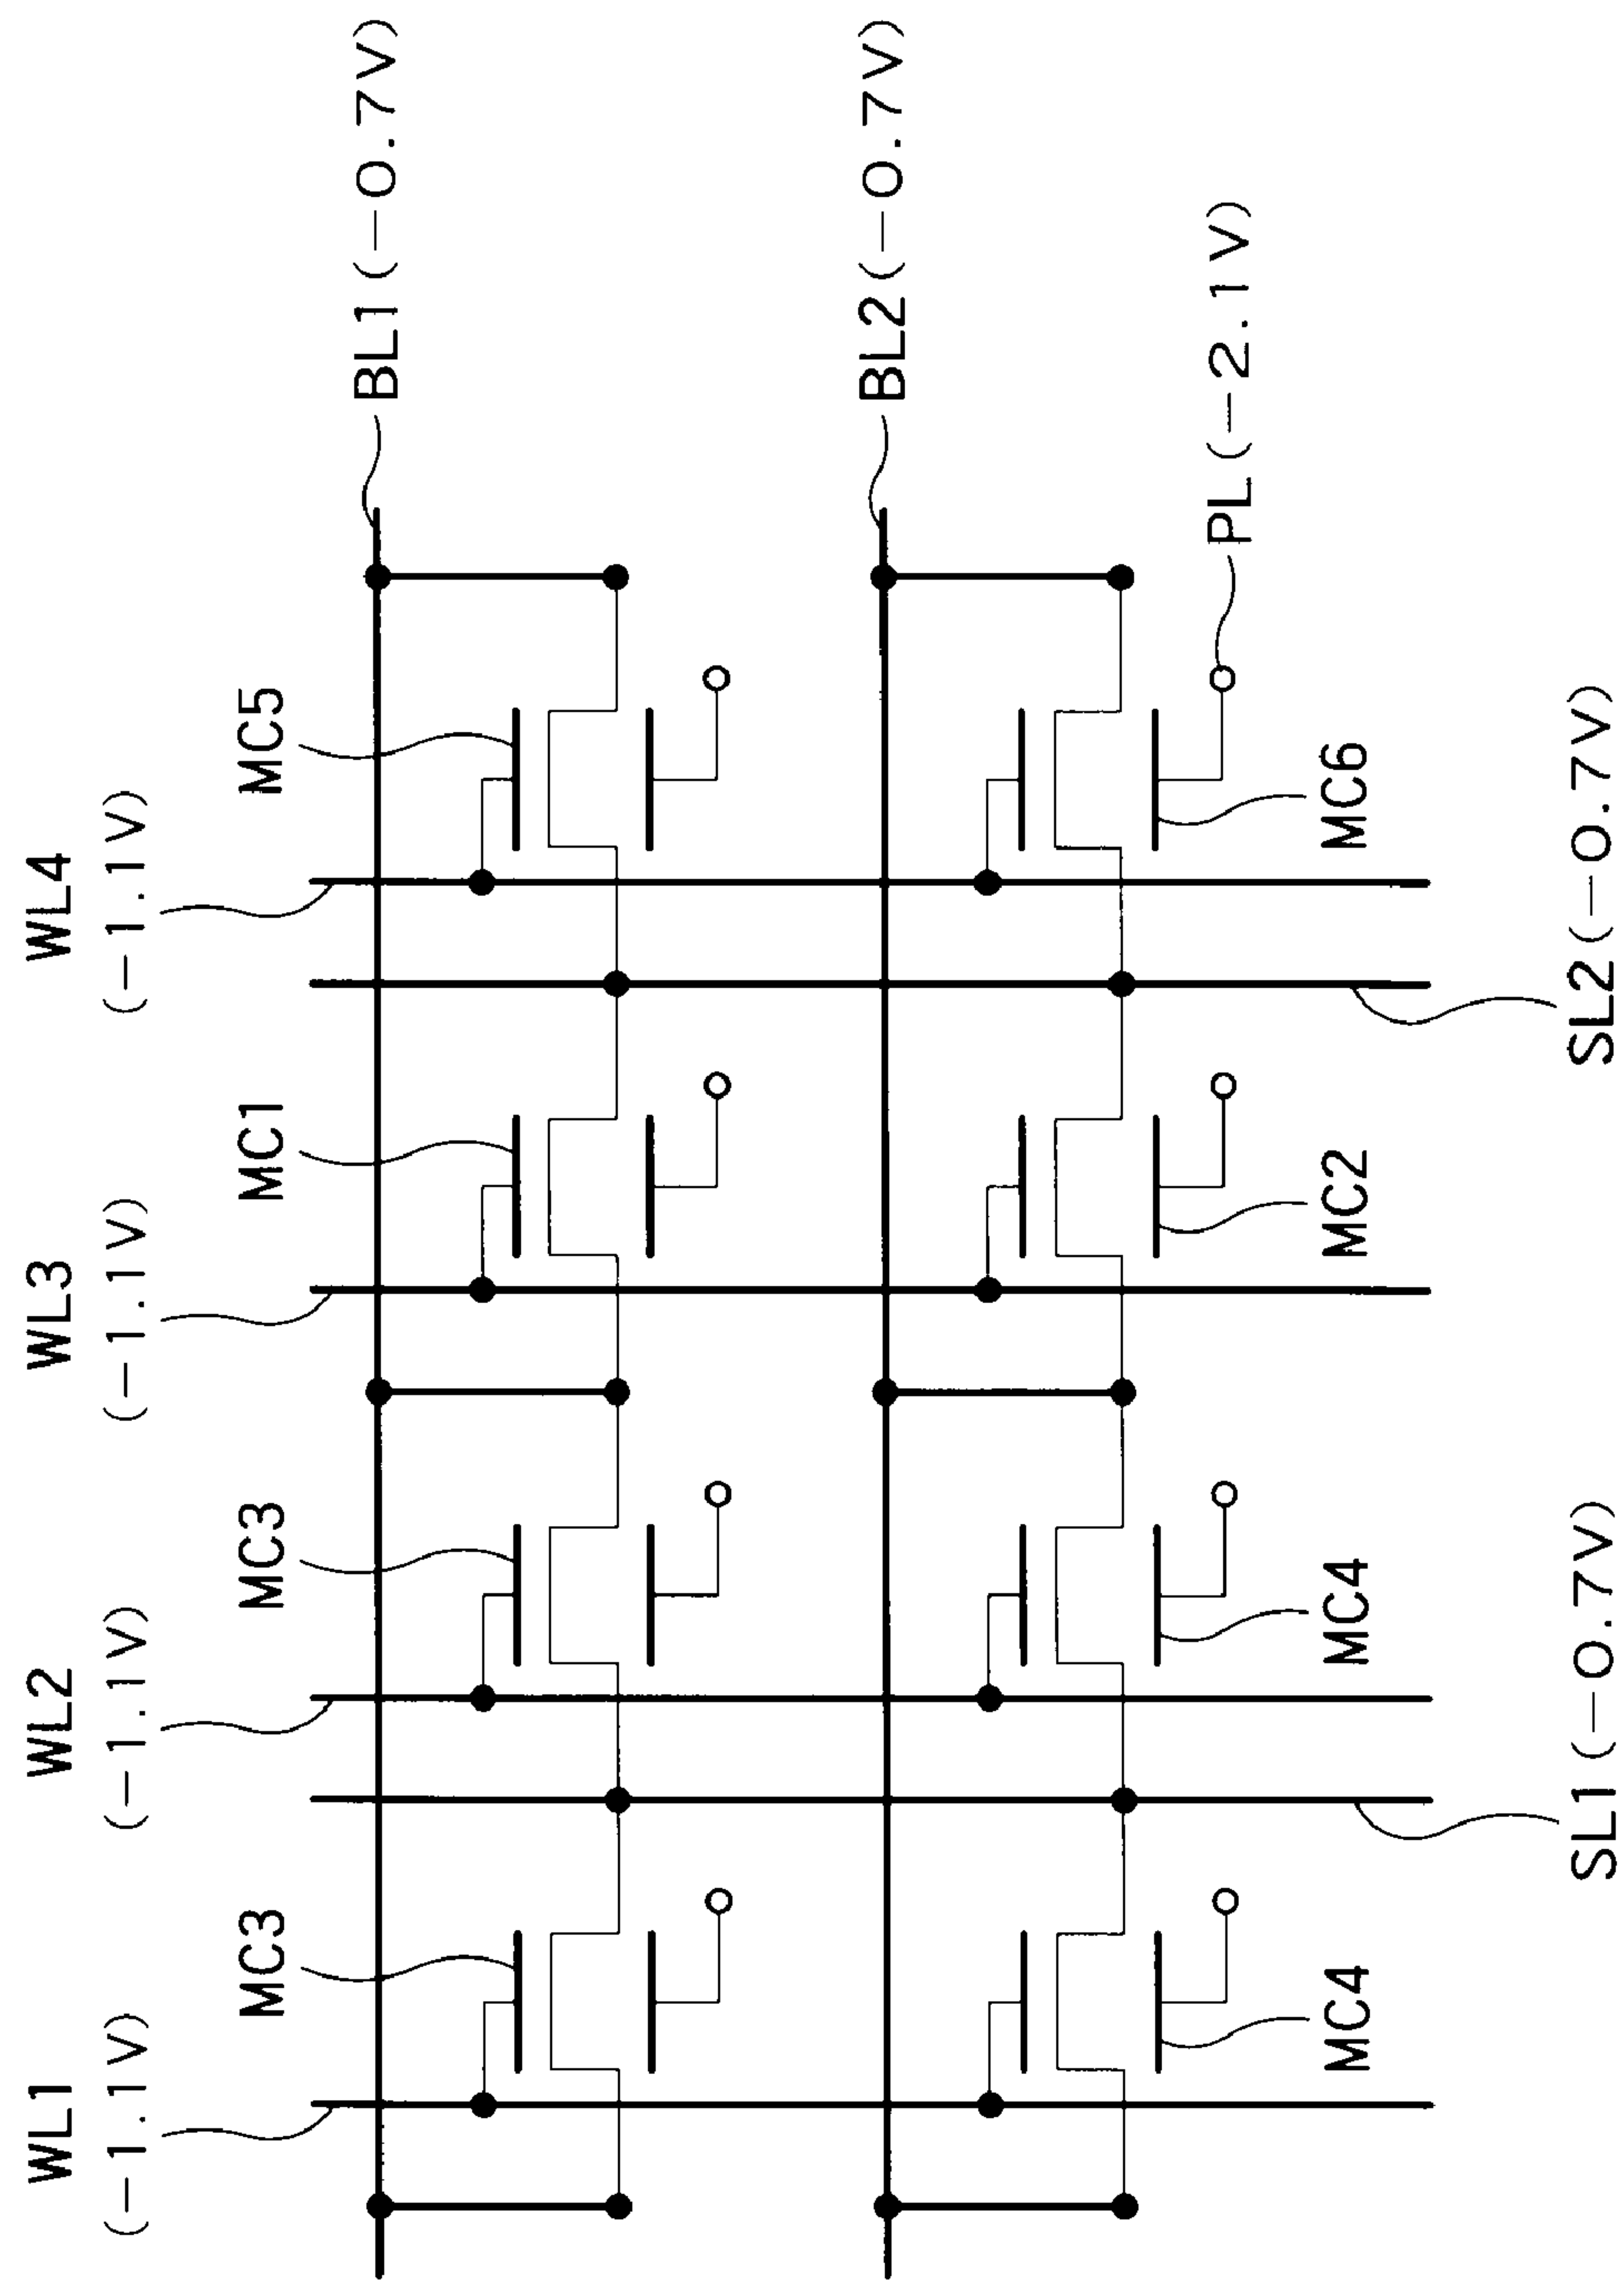 WL1
(-1.1V)
WL2
(-1.1V)
WL3
(-1.1V)
WL4
(-1.1V)
MC3
MC3
MC1
MC5
BL1(-0.7V)
BL2(-0.7V)
PL(-2.1V)
MC4
MC4
MC2
MC6
SL1(-0.7V)
SL2(-0.7V)